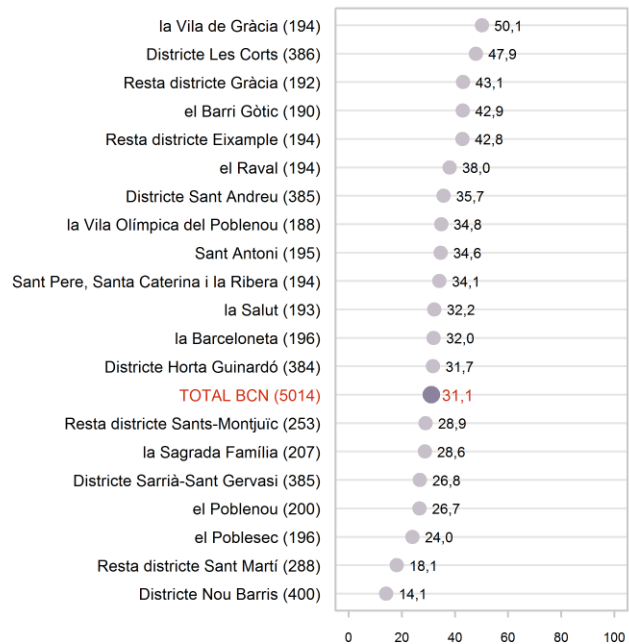 la Vila de Gràcia (194) 50,1
Districte Les Corts (386) 47,9
Resta districte Gràcia (192) 43,1
el Barri Gòtic (190) 42,9
Resta districte Eixample (194) 42,8
el Raval (194) 38,0
Districte Sant Andreu (385) 35,7
la Vila Olímpica del Poblenou (188) 34,8
Sant Antoni (195) 34,6
Sant Pere, Santa Caterina i la Ribera (194) 34,1
la Salut (193) 32,2
la Barceloneta (196) 32,0
Districte Horta Guinardó (384) 31,7
TOTAL BCN (5014) 31,1
Resta districte Sants-Montjuïc (253) 28,9
la Sagrada Família (207) 28,6
Districte Sarrià-Sant Gervasi (385) 26,8
el Poblenou (200) 26,7
el Poblesec (196) 24,0
Resta districte Sant Martí (288) 18,1
Districte Nou Barris (400) 14,1
0 20 40 60 80 100